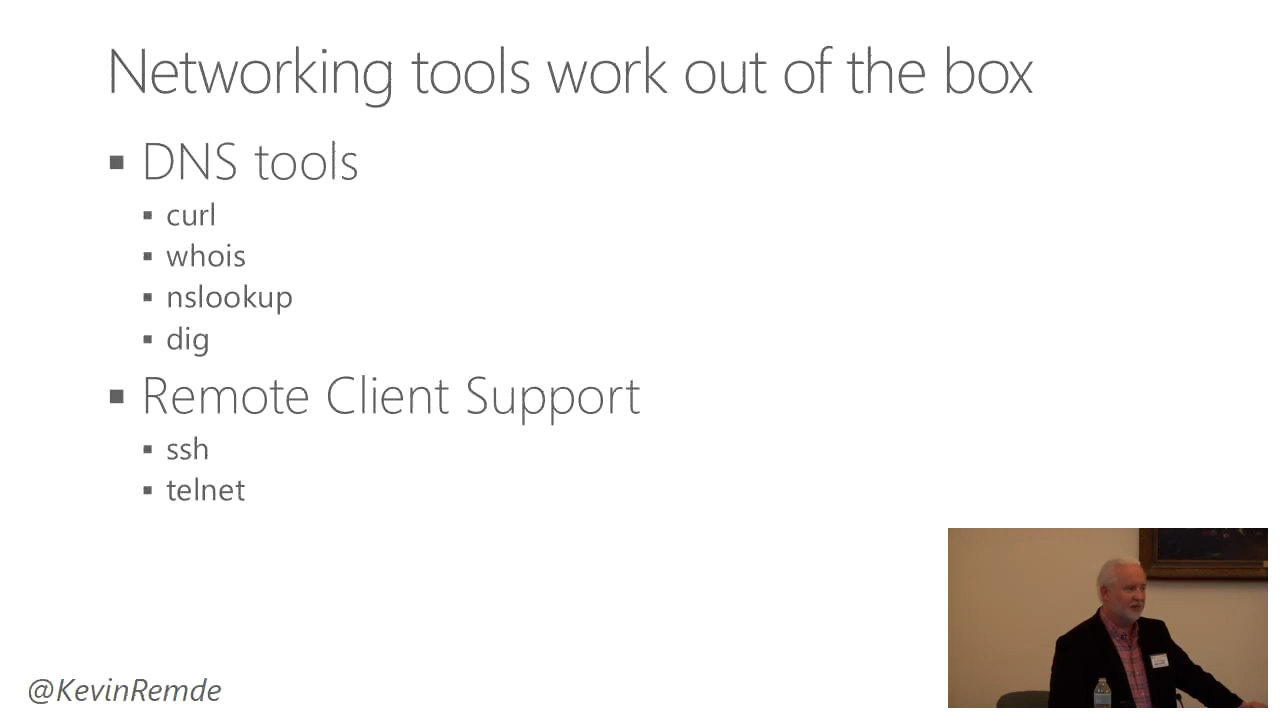 Networking tools work out of the box
▪ DNS tools
▪ curl
▪ whois
▪ nslookup
▪ dig
▪ Remote Client Support
▪ ssh
▪ telnet
@KevinRemde